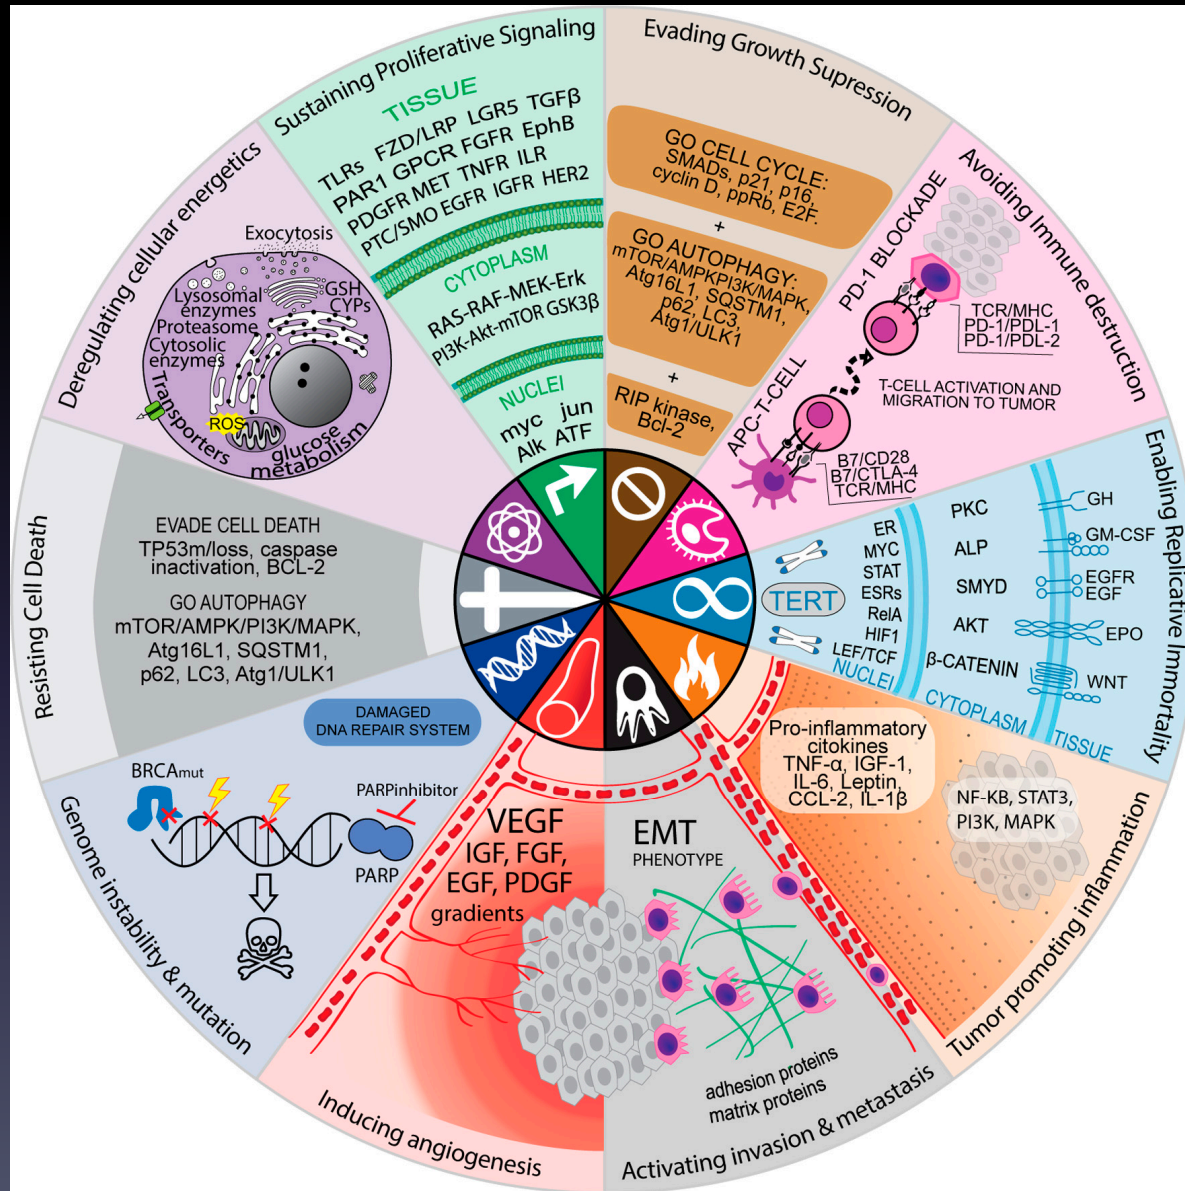 Sustaining Proliferative Signaling
TISSUE
TLRs FZD/LRP LGR5 TGFβ
PAR1 GPCR FGFR EphB
PDGFR MET TNFR ILR
PTC/SMO EGFR IGFR HER2
CYTOPLASM
RAS-RAF-MEK-Erk
PI3K-Akt-mTOR GSK3β
NUCLEI
myc jun
Alk ATF
Evading Growth Supression
GO CELL CYCLE:
SMADs, p21, p16,
cyclin D, ppRb, E2F.
+
GO AUTOPHAGY:
mTOR/AMPKPI3K/MAPK,
Atg16L1, SQSTM1,
p62, LC3,
Atg1/ULK1
+
RIP kinase,
Bcl-2
Avoiding Immune destruction
PD-1 BLOCKADE
TCR/MHC
PD-1/PDL-1
PD-1/PDL-2
T-CELL ACTIVATION AND
MIGRATION TO TUMOR
APC-T-CELL
B7/CD28
B7/CTLA-4
TCR/MHC
Enabling Replicative Immortality
TERT
ER
MYC
STAT
ESRs
RelA
HIF1
LEF/TCF
NUCLEI
PKC
ALP
SMYD
AKT
β-CATENIN
CYTOPLASM
GH
GM-CSF
EGFR
EGF
EPO
WNT
TISSUE
Tumor promoting inflammation
Pro-inflammatory
citokines
TNF-α, IGF-1,
IL-6, Leptin,
CCL-2, IL-1β
NF-KB, STAT3,
PI3K, MAPK
Activating invasion & metastasis
EMT
PHENOTYPE
adhesion proteins
matrix proteins
Inducing angiogenesis
VEGF
IGF, FGF,
EGF, PDGF
gradients
Genome instability & mutation
DAMAGED
DNA REPAIR SYSTEM
BRCAmut
PARPinhibitor
PARP
Resisting Cell Death
EVADE CELL DEATH
TP53m/loss, caspase
inactivation, BCL-2
GO AUTOPHAGY
mTOR/AMPK/PI3K/MAPK,
Atg16L1, SQSTM1,
p62, LC3, Atg1/ULK1
Deregulating cellular energetics
Exocytosis
GSH
CYPs
Lysosomal
enzymes
Proteasome
Cytosolic
enzymes
Transporters
ROS
glucose
metabolism